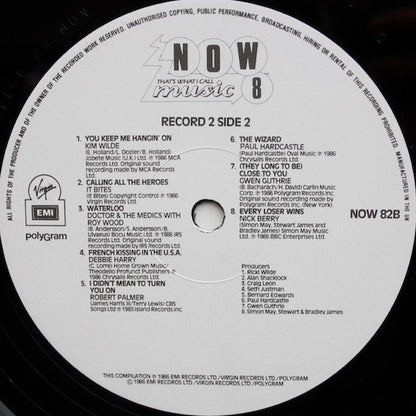 ALL RIGHTS OF THE PRODUCER AND OF THE OWNER OF THE RECORDED WORK RESERVED. UNAUTHORISED COPYING, PUBLIC PERFORMANCE, BROADCASTING, HIRING OR RENTAL OF THIS RECORDING PROHIBITED. MADE IN THE UK
NOW
THAT'S WHAT I CALL
music 8
RECORD 2 SIDE 2
1. YOU KEEP ME HANGIN' ON
KIM WILDE
(E. Holland/L. Dozier/B. Holland)
Jobete Music (U.K.) Ltd. ℗ 1986 MCA
Records Ltd. Original sound
recording made by MCA Records
Ltd.
2. CALLING ALL THE HEROES
IT BITES
(It Bites) Copyright Control ℗ 1986
Virgin Records Ltd.
3. WATERLOO
DOCTOR & THE MEDICS WITH
ROY WOOD
(B. Andersson/S. Andersson/B.
Ulvaeus) Bocu Music Ltd ℗ 1986 IRS
Records Ltd. Original sound
recording made by IRS Records Ltd.
4. FRENCH KISSING IN THE U.S.A.
DEBBIE HARRY
(C. Lorre) Home Grown Music/
Theodelilo Profundt Publishers ℗
1986 Chrysalis Records Ltd.
5. I DIDN'T MEAN TO TURN
YOU ON
ROBERT PALMER
(James Harris III/Terry Lewis) CBS
Songs Ltd ℗ 1985 Island Records Inc.
6. THE WIZARD
PAUL HARDCASTLE
(Paul Hardcastle) Oval Music ℗ 1986
Chrysalis Records Ltd.
7. (THEY LONG TO BE)
CLOSE TO YOU
GWEN GUTHRIE
(B. Bacharach/H. David) Carlin Music
Corp. ℗ 1986 Polygram Records Inc.
(New York). Original sound recording
made by Polygram Records Inc. (New
York).
8. EVERY LOSER WINS
NICK BERRY
(Simon May, Stewart James and
Bradley James) Simon May Music
Ltd ℗ 1986 BBC Enterprises Ltd.
Virgin
EMI
polyGram
NOW 82B
Producers
1. Ricki Wilde
2. Alan Shacklock
3. Craig Leon
4. Seth Justman
5. Bernard Edwards
6. Paul Hardcastle
7. Gwen Guthrie
8. Simon May, Stewart & Bradley James
THIS COMPILATION ℗ 1986 EMI RECORDS LTD./VIRGIN RECORDS LTD./POLYGRAM
© 1986 EMI RECORDS LTD./VIRGIN RECORDS LTD./POLYGRAM